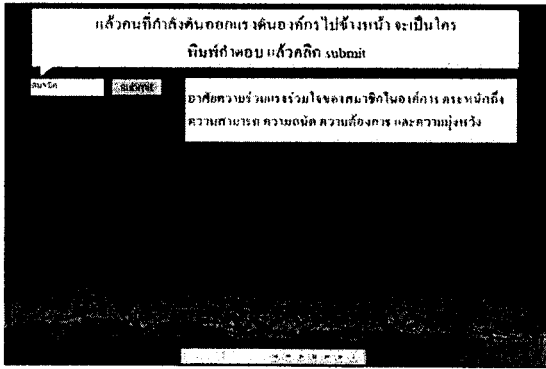 แล้วคนที่กำลังดันออกแรงดันองค์กรไปข้างหน้า จะเป็นใคร
พิมพ์คำตอบ แล้วคลิก submit
สมาชิก
submit
อาศัยความร่วมแรงร่วมใจของสมาชิกในองค์การ ตระหนักถึง
ความสามารถ ความถนัด ความต้องการ และความมุ่งหวัง